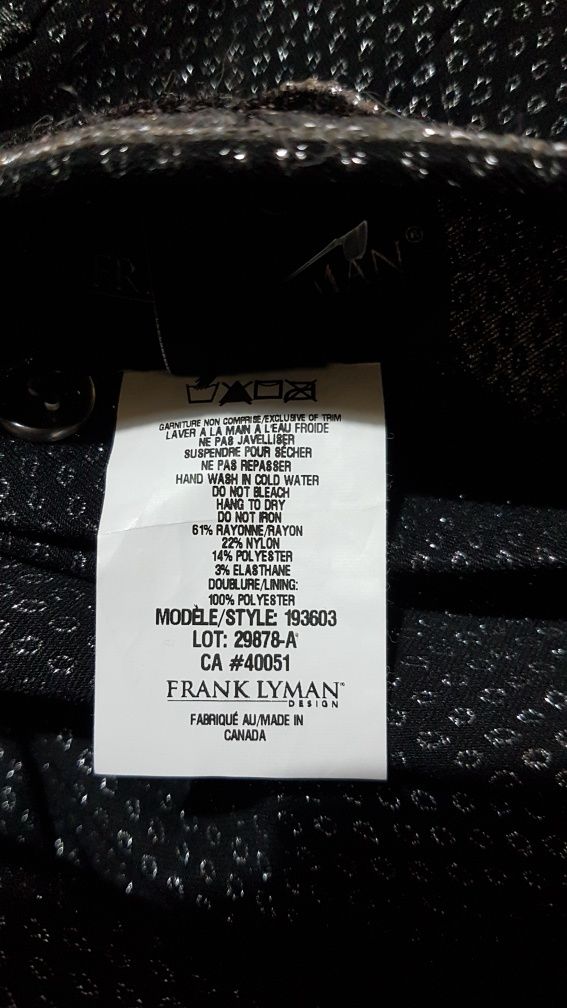 MAN®
GARNITURE NON COMPRISE/EXCLUSIVE OF TRIM
LAVER A LA MAIN À L'EAU FROIDE
NE PAS JAVELLISER
SUSPENDRE POUR SÉCHER
NE PAS REPASSER
HAND WASH IN COLD WATER
DO NOT BLEACH
HANG TO DRY
DO NOT IRON
61% RAYONNE/RAYON
22% NYLON
14% POLYESTER
3% ELASTHANE
DOUBLURE/LINING:
100% POLYESTER
MODÈLE/STYLE: 193603
LOT: 29878-A
CA #40051
FRANK LYMAN™
DESIGN
FABRIQUÉ AU/MADE IN
CANADA